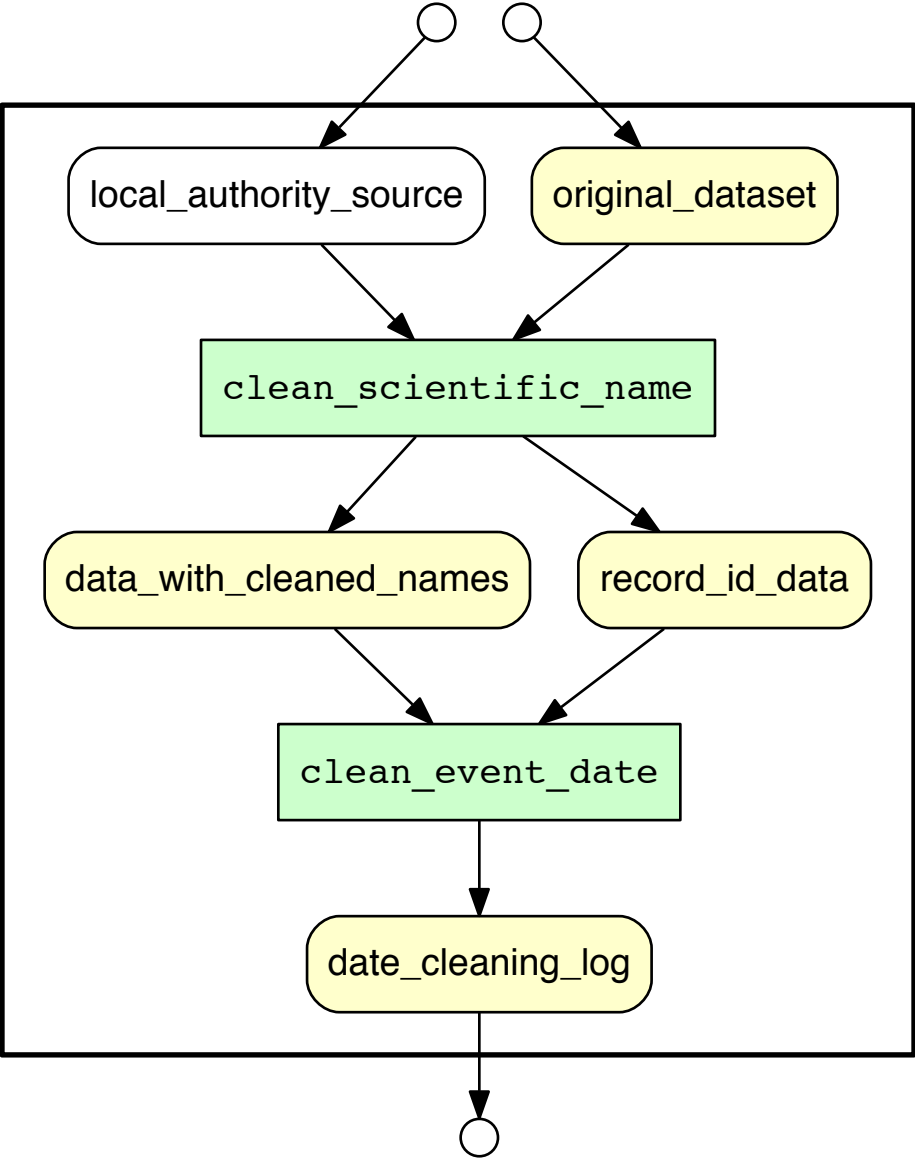 local_authority_source
original_dataset
clean_scientific_name
data_with_cleaned_names
record_id_data
clean_event_date
date_cleaning_log